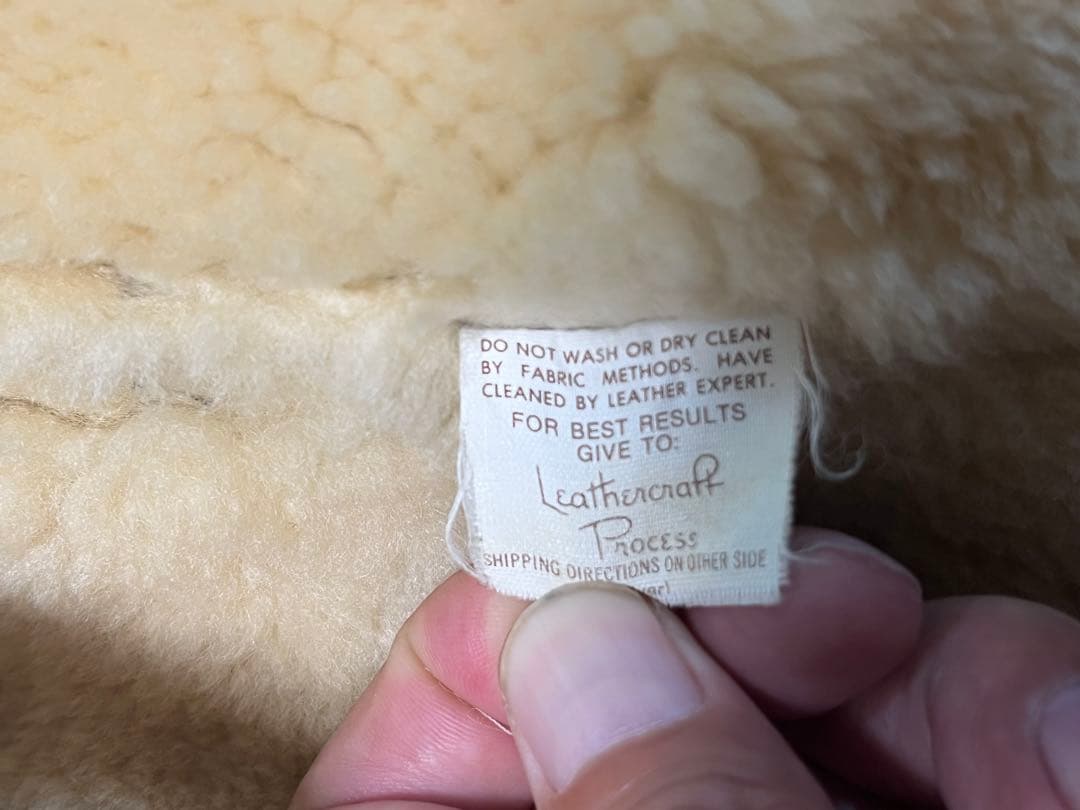 DO NOT WASH OR DRY CLEAN
BY FABRIC METHODS. HAVE
CLEANED BY LEATHER EXPERT.
FOR BEST RESULTS
GIVE TO:
Leathercraft
Process
SHIPPING DIRECTIONS ON OTHER SIDE